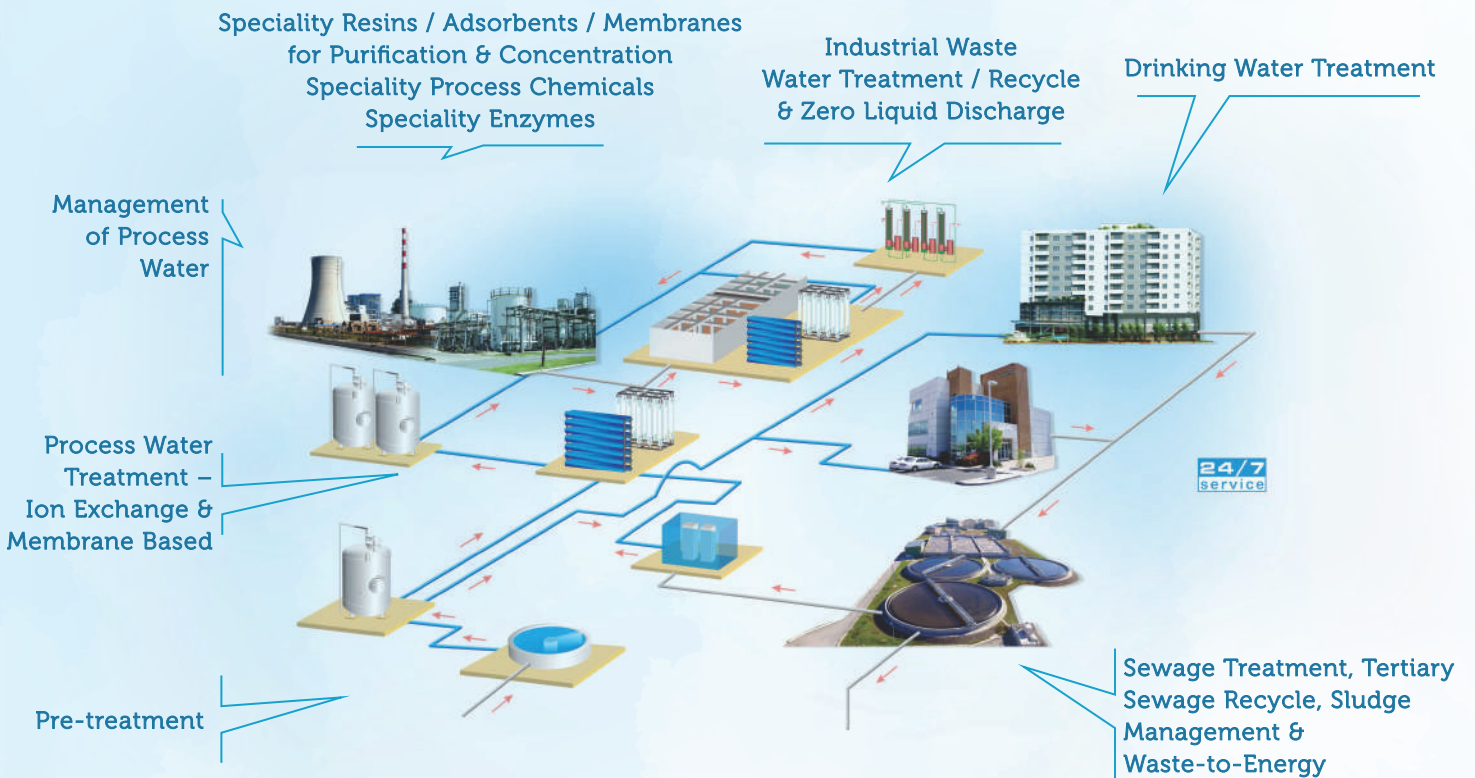 Speciality Resins / Adsorbents / Membranes
for Purification & Concentration
Speciality Process Chemicals
Speciality Enzymes
Industrial Waste
Water Treatment / Recycle
& Zero Liquid Discharge
Drinking Water Treatment
Management
of Process
Water
Process Water
Treatment –
Ion Exchange &
Membrane Based
24/7
service
Pre-treatment
Sewage Treatment, Tertiary
Sewage Recycle, Sludge
Management &
Waste-to-Energy